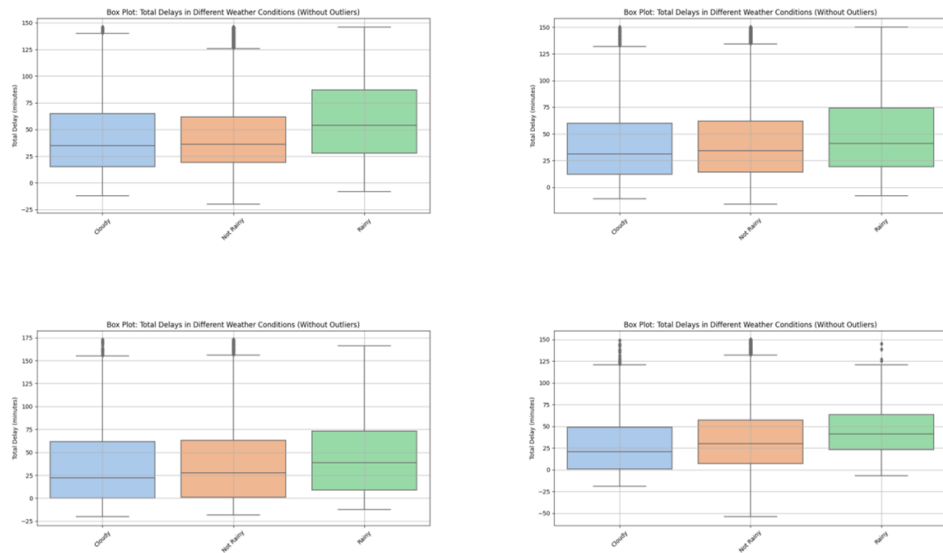 Box Plot: Total Delays in Different Weather Conditions (Without Outliers)
Total Delay (minutes)
150
125
100
75
50
25
0
−25
Cloudy
Not Rainy
Rainy
Box Plot: Total Delays in Different Weather Conditions (Without Outliers)
Total Delay (minutes)
150
125
100
75
50
25
0
Cloudy
Not Rainy
Rainy
Box Plot: Total Delays in Different Weather Conditions (Without Outliers)
Total Delay (minutes)
175
150
125
100
75
50
25
0
−25
Cloudy
Not Rainy
Rainy
Box Plot: Total Delays in Different Weather Conditions (Without Outliers)
Total Delay (minutes)
150
125
100
75
50
25
0
−25
−50
Cloudy
Not Rainy
Rainy